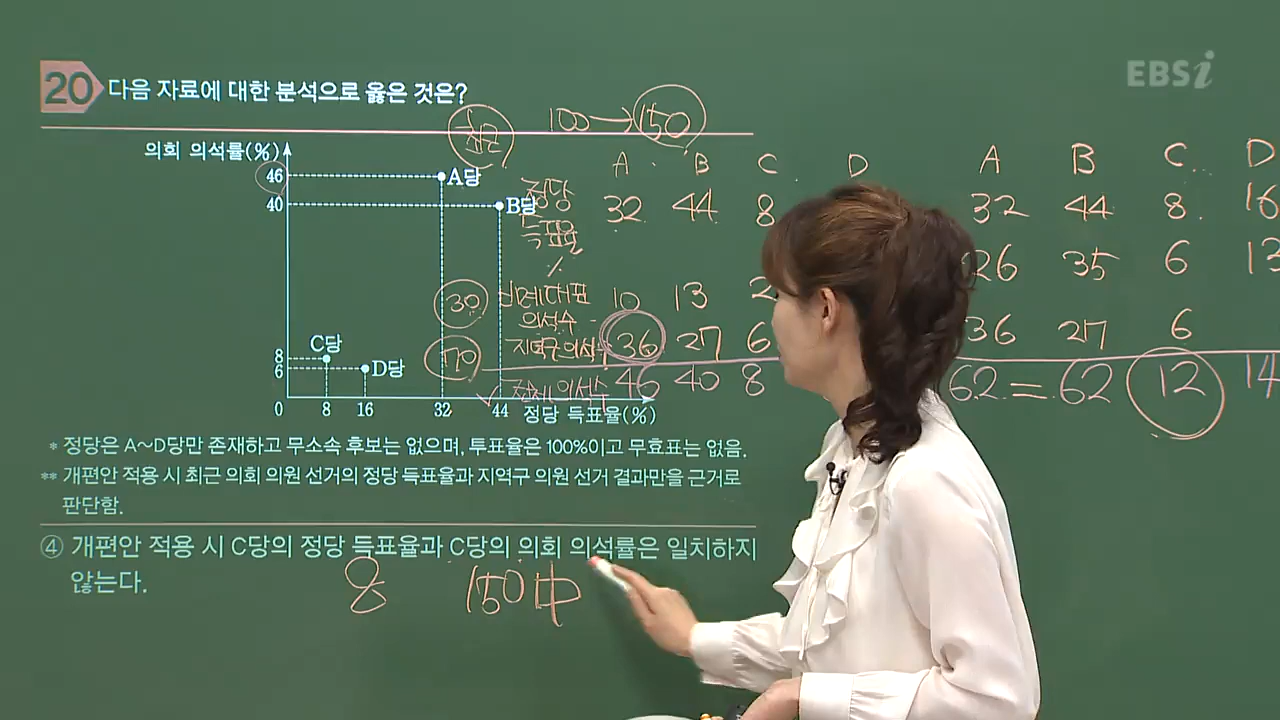 EBSi
20 다음 자료에 대한 분석으로 옳은 것은?
최근 100→150
의회 의석률(%)
46 A당
40 B당
C당
8
6 D당
0 8 16 32 44 정당 득표율(%)
A B C D
정당 득표율 % 32 44 8
30 비례대표 의석수 10 13 2
70 지역구 의석수 36 27 6
전체 의석수 46 40 8
A B C D
32 44 8 16
26 35 6 13
36 27 6
62 = 62 12 14
* 정당은 A~D당만 존재하고 무소속 후보는 없으며, 투표율은 100%이고 무효표는 없음.
** 개편안 적용 시 최근 의회 의원 선거의 정당 득표율과 지역구 의원 선거 결과만을 근거로
판단함.
④ 개편안 적용 시 C당의 정당 득표율과 C당의 의회 의석률은 일치하지
않는다.
8 150中